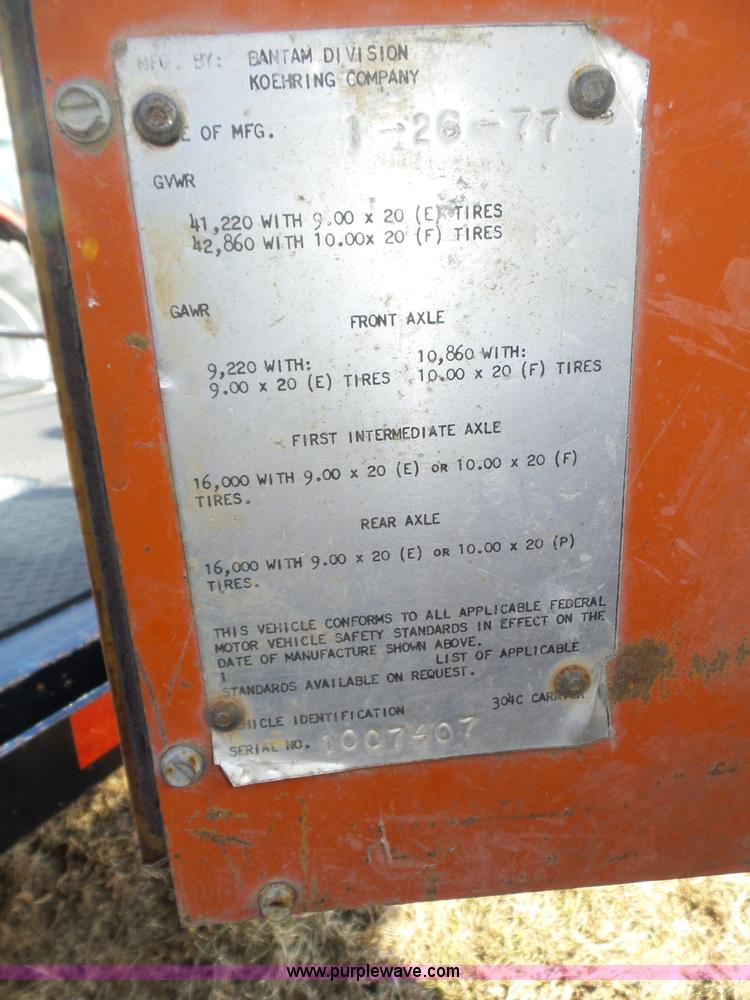 MFG. BY: BANTAM DIVISION
KOEHRING COMPANY
E OF MFG. 1-26-77
GVWR
41,220 WITH 9.00 x 20 (E) TIRES
42,860 WITH 10.00x 20 (F) TIRES
GAWR
FRONT AXLE
9,220 WITH: 10,860 WITH:
9.00 x 20 (E) TIRES 10.00 x 20 (F) TIRES
FIRST INTERMEDIATE AXLE
16,000 WITH 9.00 x 20 (E) OR 10.00 x 20 (F)
TIRES.
REAR AXLE
16,000 WITH 9.00 x 20 (E) OR 10.00 x 20 (P)
TIRES.
THIS VEHICLE CONFORMS TO ALL APPLICABLE FEDERAL
MOTOR VEHICLE SAFETY STANDARDS IN EFFECT ON THE
DATE OF MANUFACTURE SHOWN ABOVE.
1 LIST OF APPLICABLE
STANDARDS AVAILABLE ON REQUEST.
304C CARRIER
VEHICLE IDENTIFICATION
SERIAL NO. 1007407
www.purplewave.com